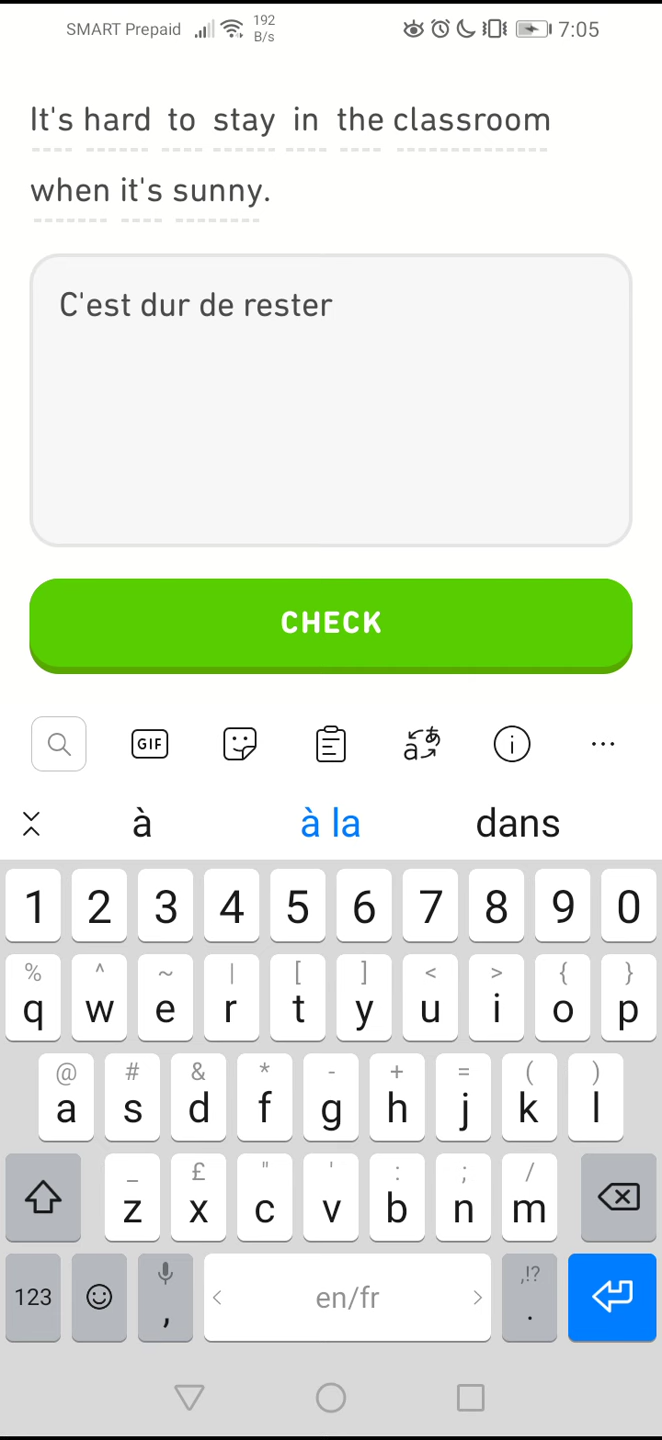 SMART Prepaid 192 B/s 7:05
It's hard to stay in the classroom
when it's sunny.
C'est dur de rester
CHECK
GIF あ a i ...
à à la dans
1 2 3 4 5 6 7 8 9 0
% ^ ~ | [ ] < > { }
q w e r t y u i o p
@ # & * - + = ( )
a s d f g h j k l
_ £ " ' : ; /
z x c v b n m
,!?
123 , < en/fr > .